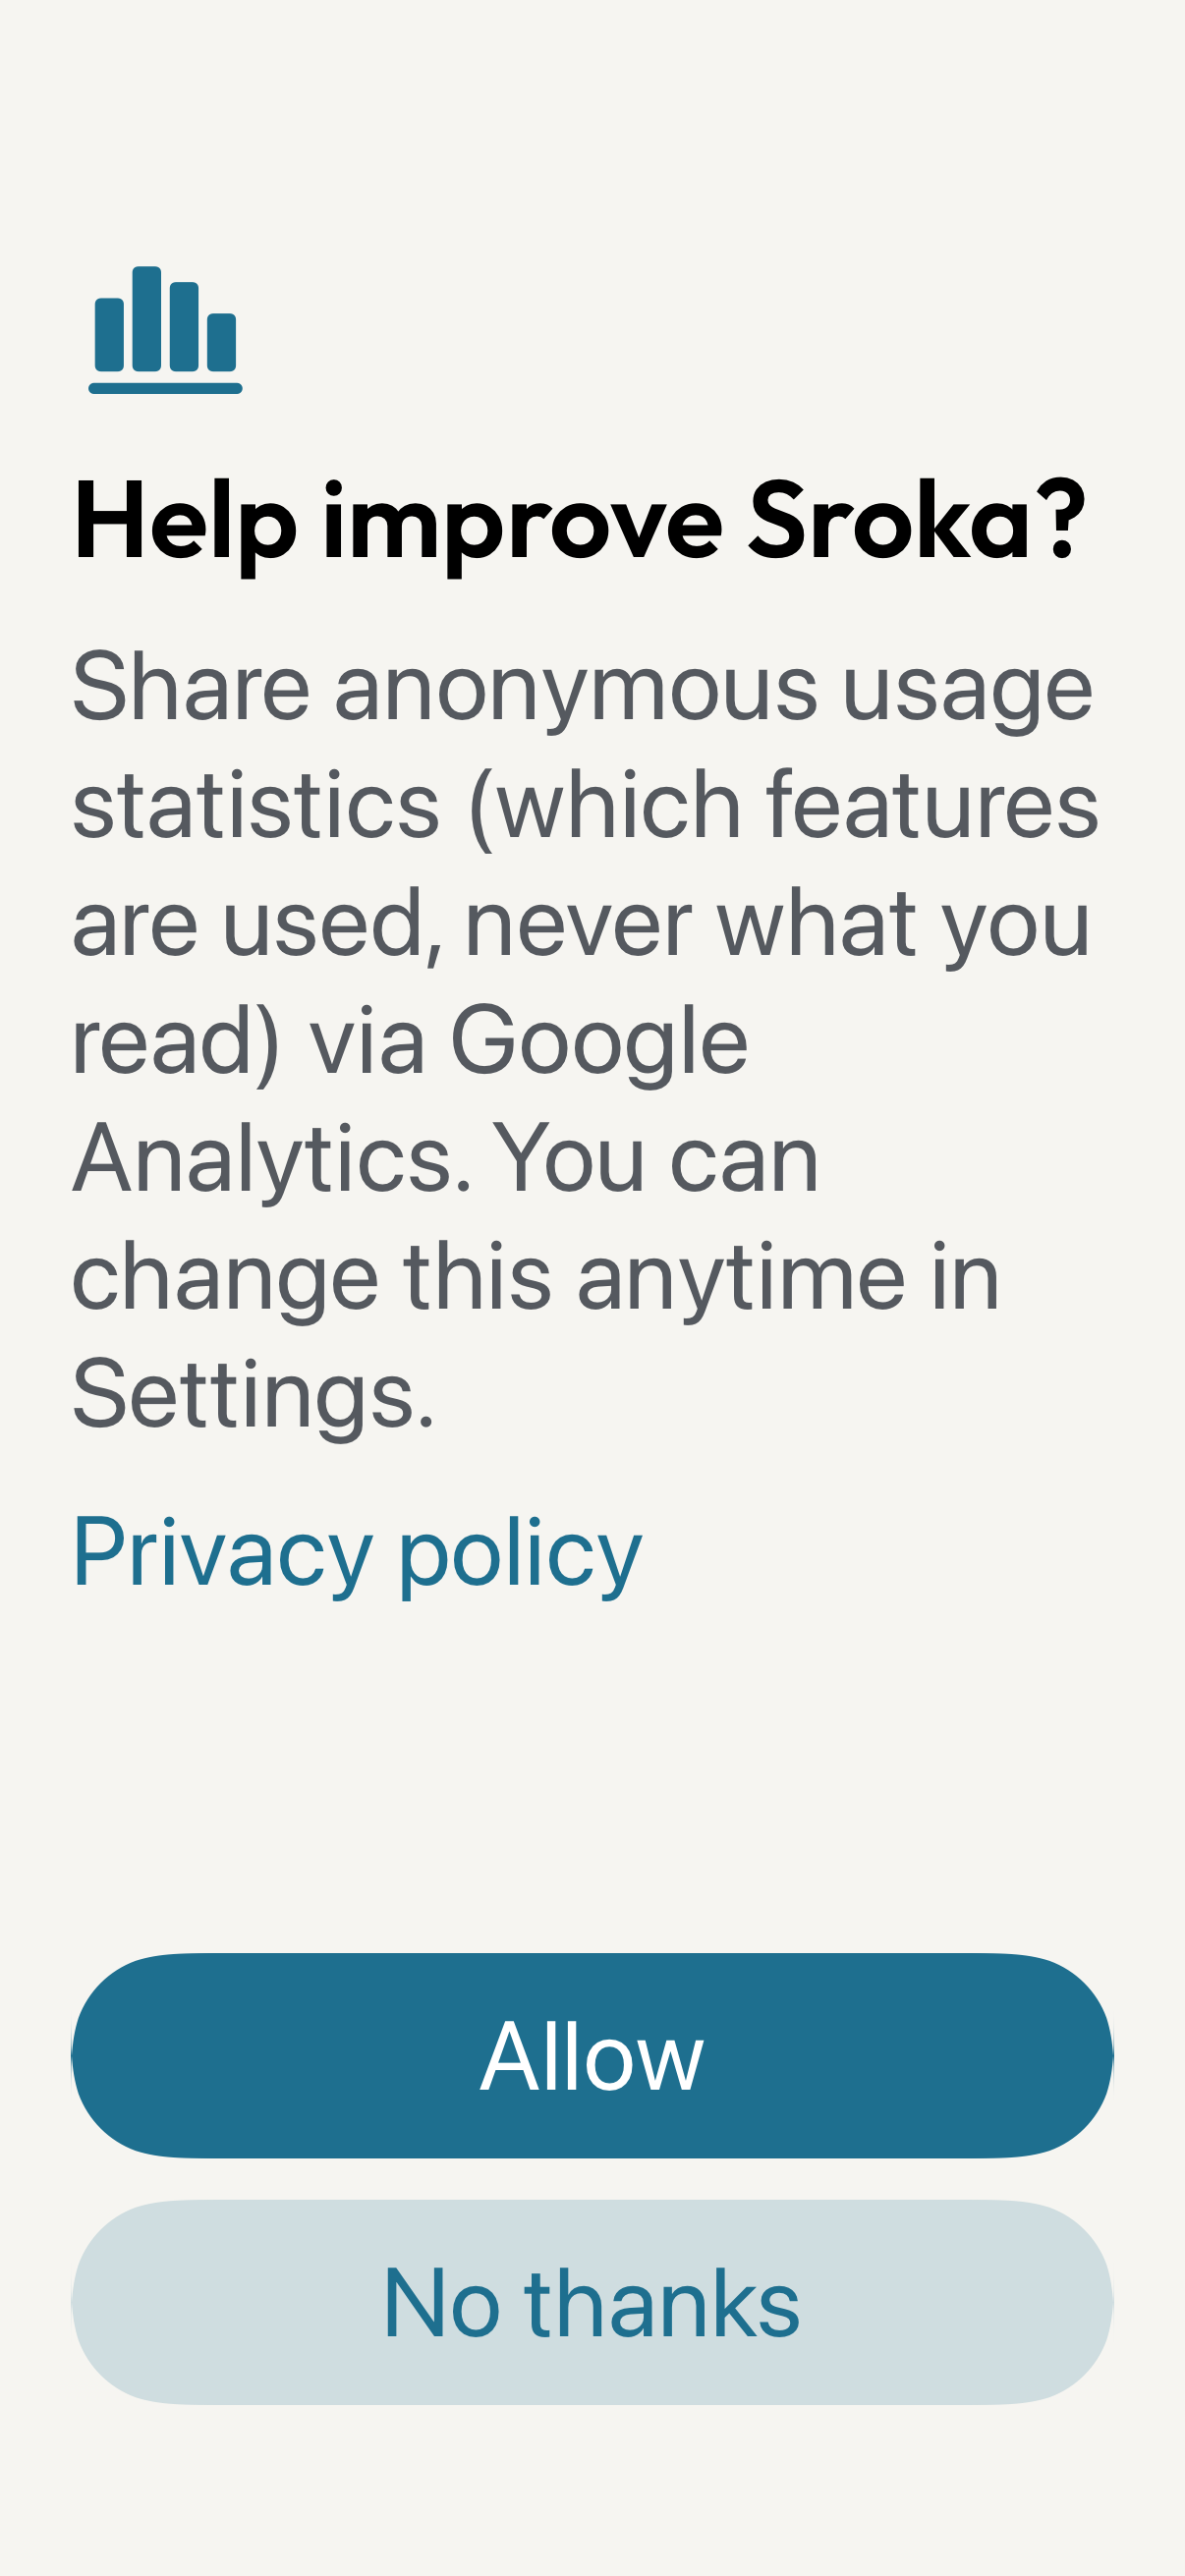 Help improve Sroka?
Share anonymous usage
statistics (which features
are used, never what you
read) via Google
Analytics. You can
change this anytime in
Settings.
Privacy policy
Allow
No thanks